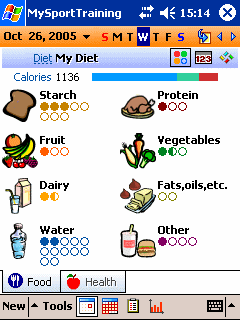 MySportTraining 15:14
Oct 26, 2005 S M T W T F S
Diet My Diet 123
Calories 1136
Starch Protein
Fruit Vegetables
Dairy Fats,oils,etc.
Water Other
Food Health
New Tools